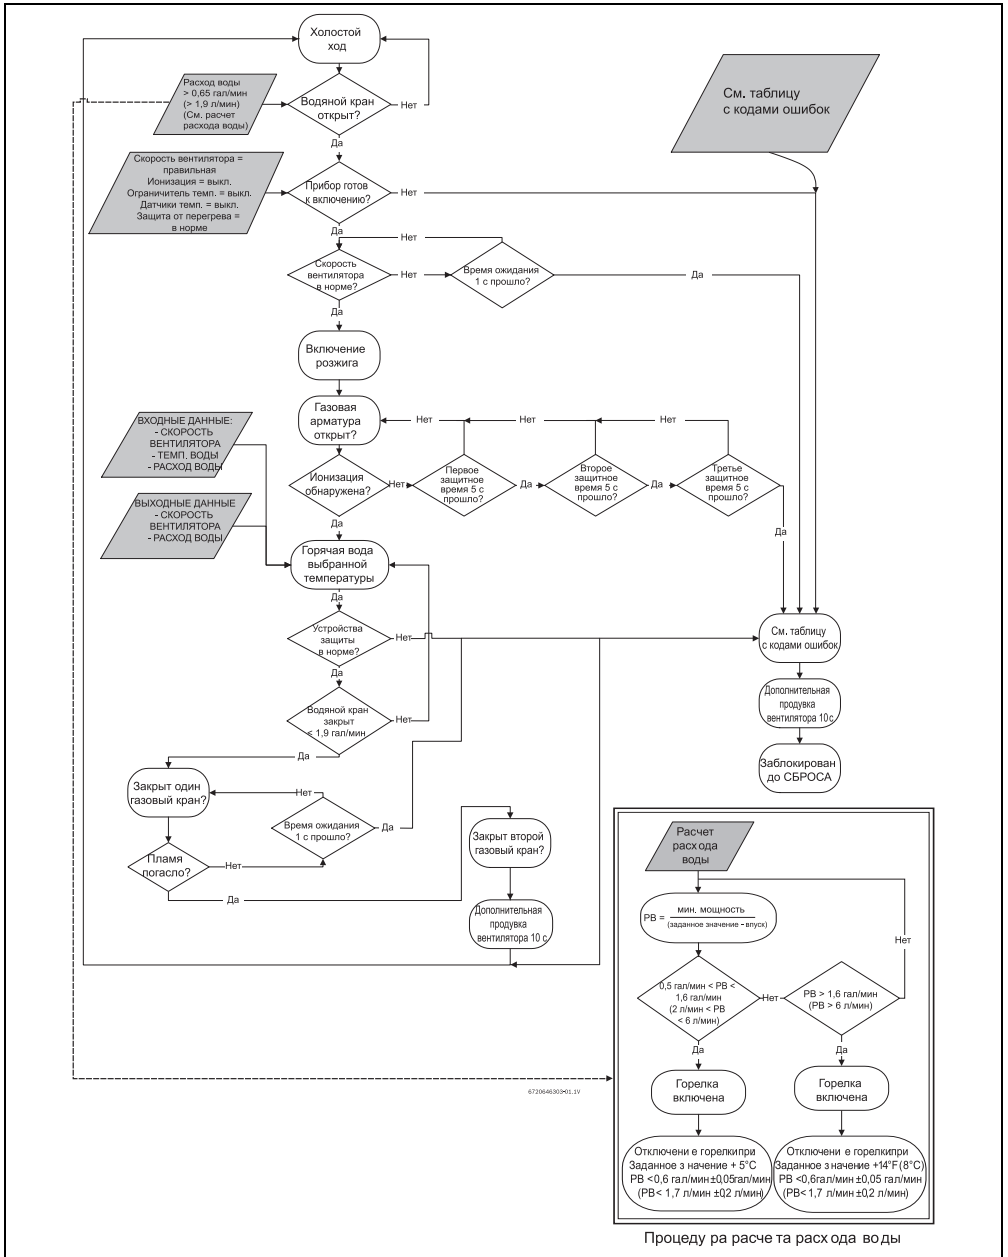 Холостой
ход
Расход воды
> 0,65 гал/мин
(> 1,9 л/мин)
(См. расчет
расхода воды)
Водяной кран
открыт?
Нет
Да
См. таблицу
с кодами ошибок
Скорость вентилятора =
правильная
Ионизация = выкл.
Ограничитель темп. = выкл.
Датчики темп. = выкл.
Защита от перегрева =
в норме
Прибор готов
к включению?
Нет
Да
Нет
Скорость
вентилятора
в норме?
Нет
Время ожидания
1 с прошло?
Да
Да
Включение
розжига
Газовая
арматура
открыт?
Нет
Нет
Нет
ВХОДНЫЕ ДАННЫЕ:
- СКОРОСТЬ
ВЕНТИЛЯТОРА
- ТЕМП. ВОДЫ
- РАСХОД ВОДЫ
Ионизация
обнаружена?
Нет
Первое
защитное
время 5 с
прошло?
Да
Второе
защитное
время 5 с
прошло?
Да
Третье
защитное
время 5 с
прошло?
Да
Да
ВЫХОДНЫЕ ДАННЫЕ
- СКОРОСТЬ
ВЕНТИЛЯТОРА
- РАСХОД ВОДЫ
Горячая вода
выбранной
температуры
Да
Устройства
защиты
в норме?
Нет
Да
См. таблицу
с кодами ошибок
Водяной кран
закрыт
< 1,9 гал/мин
Нет
Да
Дополнительная
продувка
вентилятора 10 с
Заблокирован
до СБРОСА
Закрыт один
газовый кран?
Нет
Время ожидания
1 с прошло?
Да
Пламя
погасло?
Нет
Да
Закрыт второй
газовый кран?
Дополнительная
продувка
вентилятора 10 с
Расчет
расхода
воды
РВ =
мин. мощность
(заданное значение - впуск)
Нет
0,5 гал/мин < РВ <
1,6 гал/мин
(2 л/мин < РВ
< 6 л/мин)
Нет
РВ > 1,6 гал/мин
(РВ > 6 л/мин)
Да
Да
Горелка
включена
Горелка
включена
Отключени е горелкипри
Заданное з начение + 5°C
РВ <0,6 гал/мин ±0,05гал/мин
(РВ< 1,7 л/мин ±0,2 л/мин)
Отключени е горелкипри
Заданное з начение +14°F (8°C)
РВ <0,6гал/мин ±0,05 гал/мин
(РВ< 1,7 л/мин ±0,2 л/мин)
6720646303-01.1V
Процеду ра расче та расх ода во ды